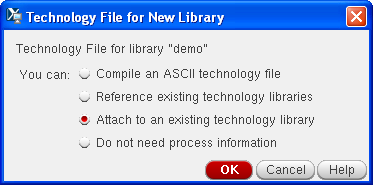 Technology File for New Library
Technology File for library "demo"
You can: Compile an ASCII technology file
Reference existing technology libraries
Attach to an existing technology library
Do not need process information
OK Cancel Help